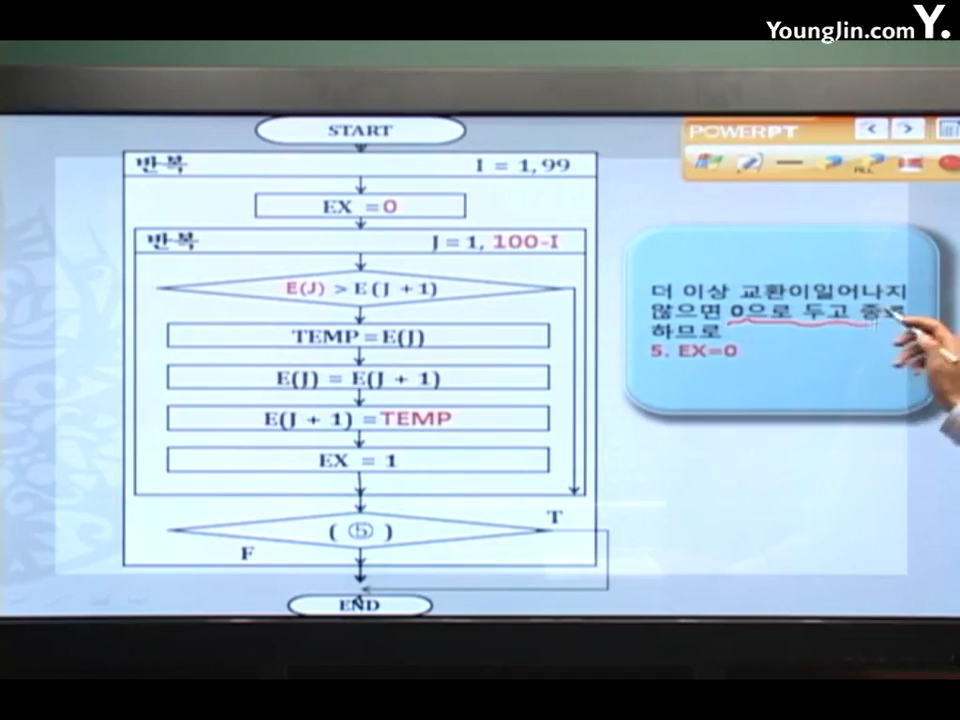 YoungJin.com Y.
START
반복 I = 1, 99
EX = 0
반복 J = 1, 100-I
E(J) > E ( J + 1)
TEMP = E(J)
E(J) = E(J + 1)
E(J + 1) = TEMP
EX = 1
( ⑤ )
T
F
END
POWERPT
ALL
더 이상 교환이일어나지
않으면 0으로 두고
하므로
5. EX=0